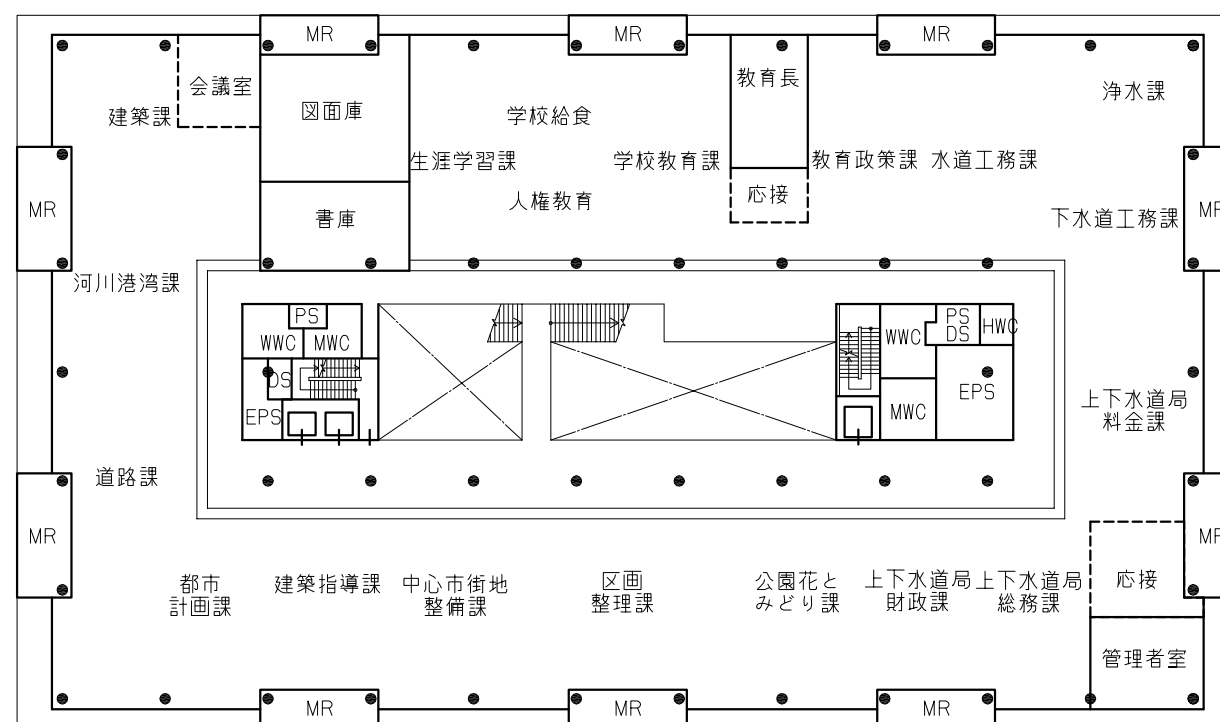 MR
MR
MR
会議室
教育長
浄水課
建築課
図面庫
学校給食
生涯学習課
学校教育課
教育政策課
水道工務課
人権教育
応接
MR
書庫
下水道工務課
MR
河川港湾課
PS
WWC
MWC
DS
EPS
WWC
PS
DS
HWC
MWC
EPS
上下水道局
料金課
道路課
MR
MR
都市
計画課
建築指導課
中心市街地
整備課
区画
整理課
公園花と
みどり課
上下水道局
財政課
上下水道局
総務課
応接
管理者室
MR
MR
MR